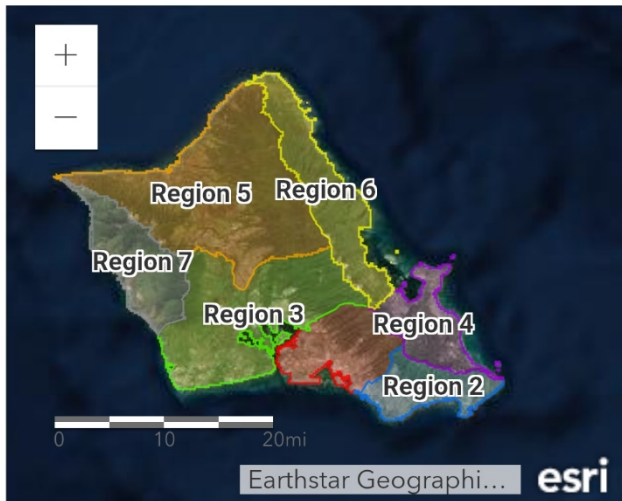 +
−
Region 5
Region 6
Region 7
Region 3
Region 4
Region 2
0
10
20mi
Earthstar Geographi...
esri